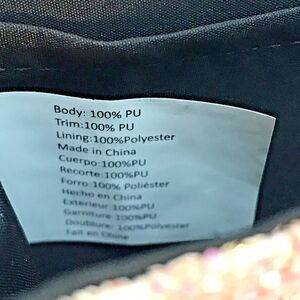 Body: 100% PU
Trim:100% PU
Lining:100%Polyester
Made in China
Cuerpo:100%PU
Recorte:100%PU
Forro:100% Poliéster
Hecho en China
Exterieur:100%PU
Garniture:100%PU
Doublure:100%Polyester
Fait en Chine